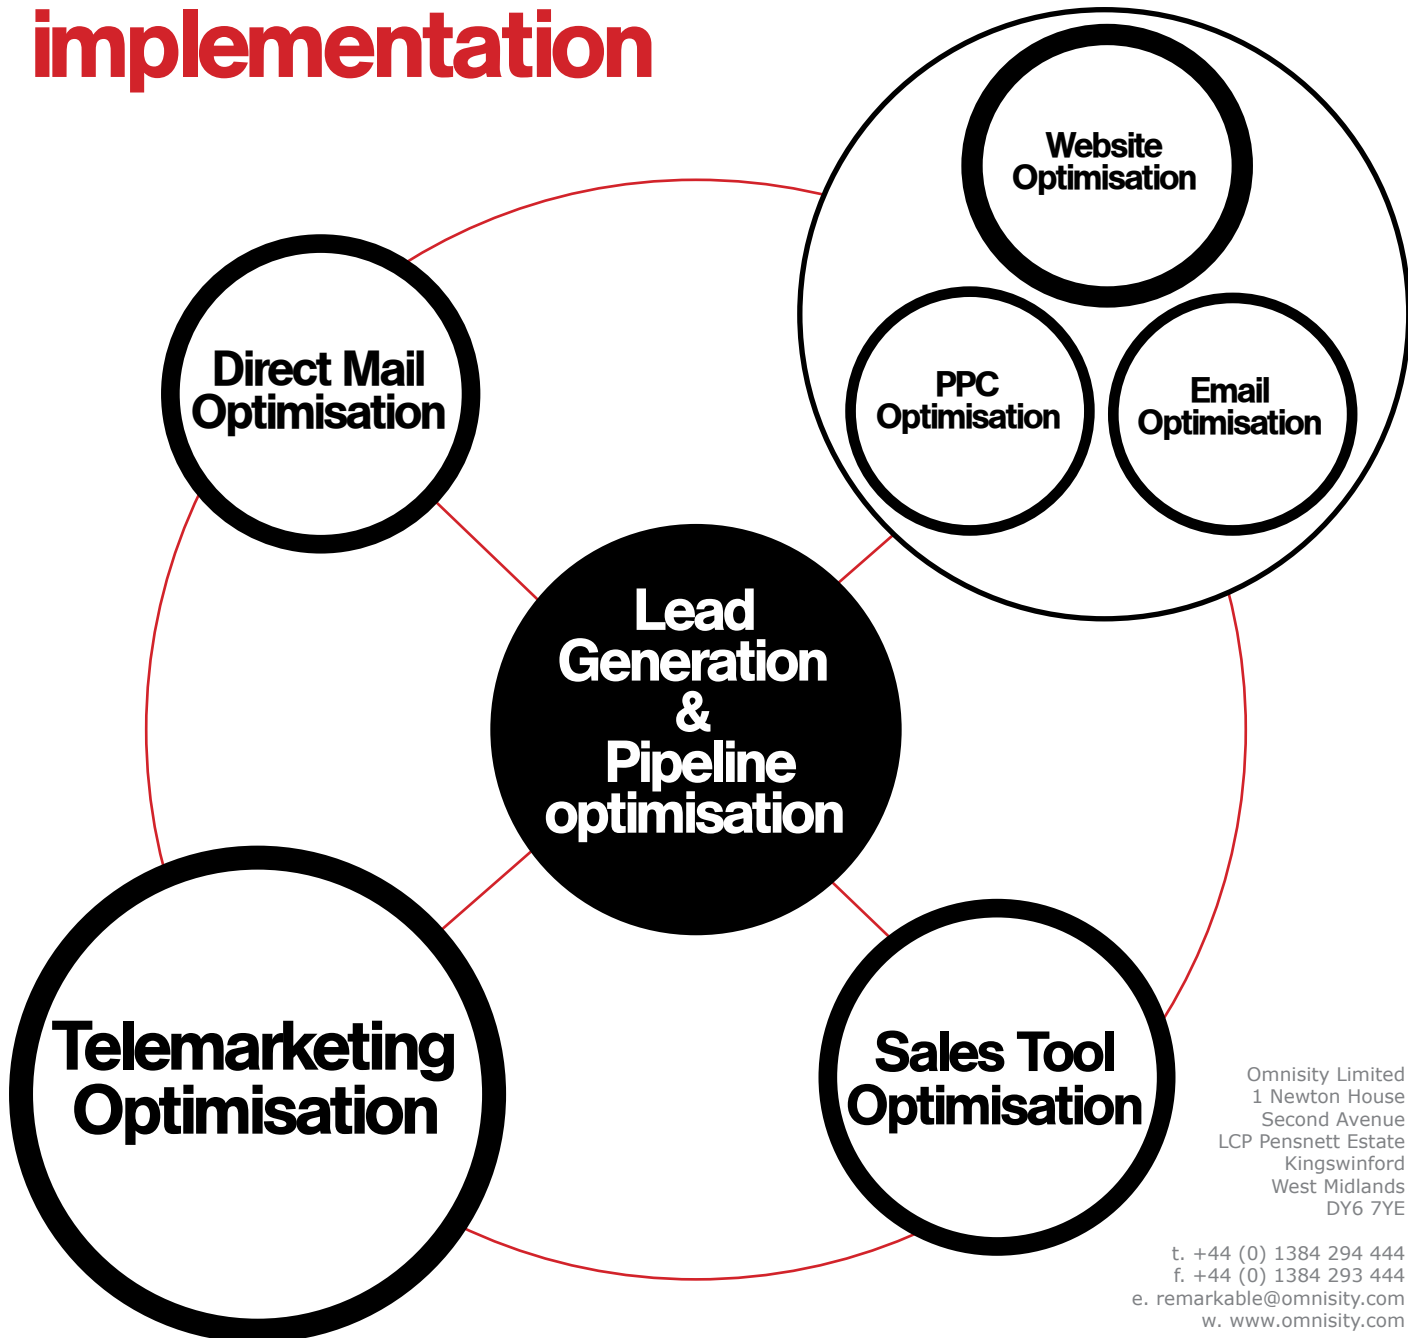 implementation
Website
Optimisation
Direct Mail
Optimisation
PPC
Optimisation
Email
Optimisation
Lead
Generation
&
Pipeline
optimisation
Telemarketing
Optimisation
Sales Tool
Optimisation
Omnisity Limited
1 Newton House
Second Avenue
LCP Pensnett Estate
Kingswinford
West Midlands
DY6 7YE
t. +44 (0) 1384 294 444
f. +44 (0) 1384 293 444
e. remarkable@omnisity.com
w. www.omnisity.com